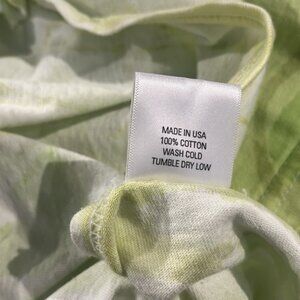 MADE IN USA
100% COTTON
WASH COLD
TUMBLE DRY LOW